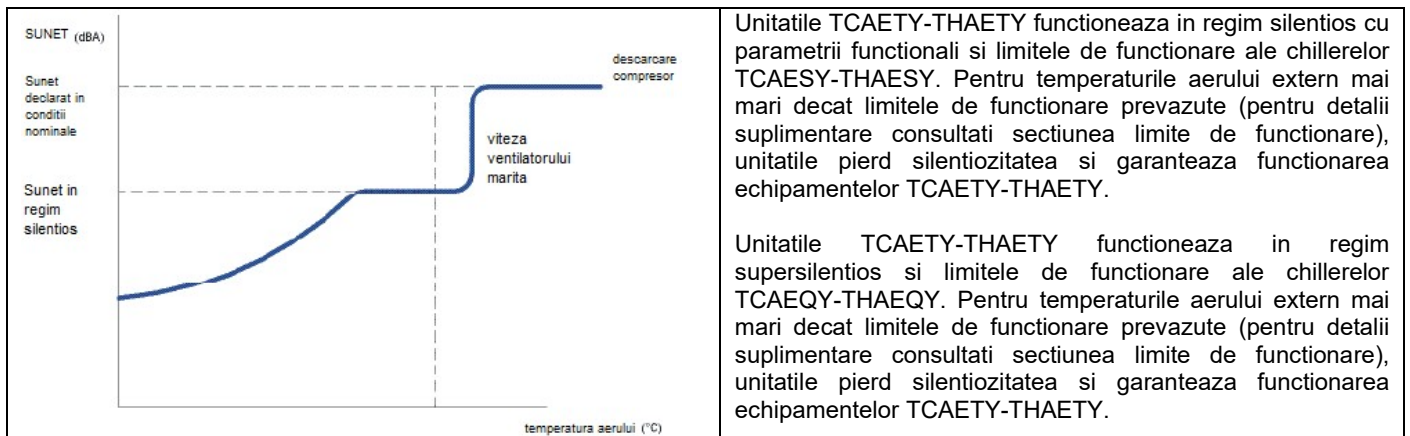 SUNET (dBA)
Sunet
declarat in
conditii
nominale
Sunet in
regim
silentios
descarcare
compresor
viteza
ventilatorului
marita
temperatura aerului (°C)
Unitatile TCAETY-THAETY functioneaza in regim silentios cu
parametrii functionali si limitele de functionare ale chillerelor
TCAESY-THAESY. Pentru temperaturile aerului extern mai
mari decat limitele de functionare prevazute (pentru detalii
suplimentare consultati sectiunea limite de functionare),
unitatile pierd silentiozitatea si garanteaza functionarea
echipamentelor TCAETY-THAETY.
Unitatile TCAETY-THAETY functioneaza in regim
supersilentios si limitele de functionare ale chillerelor
TCAEQY-THAEQY. Pentru temperaturile aerului extern mai
mari decat limitele de functionare prevazute (pentru detalii
suplimentare consultati sectiunea limite de functionare),
unitatile pierd silentiozitatea si garanteaza functionarea
echipamentelor TCAETY-THAETY.